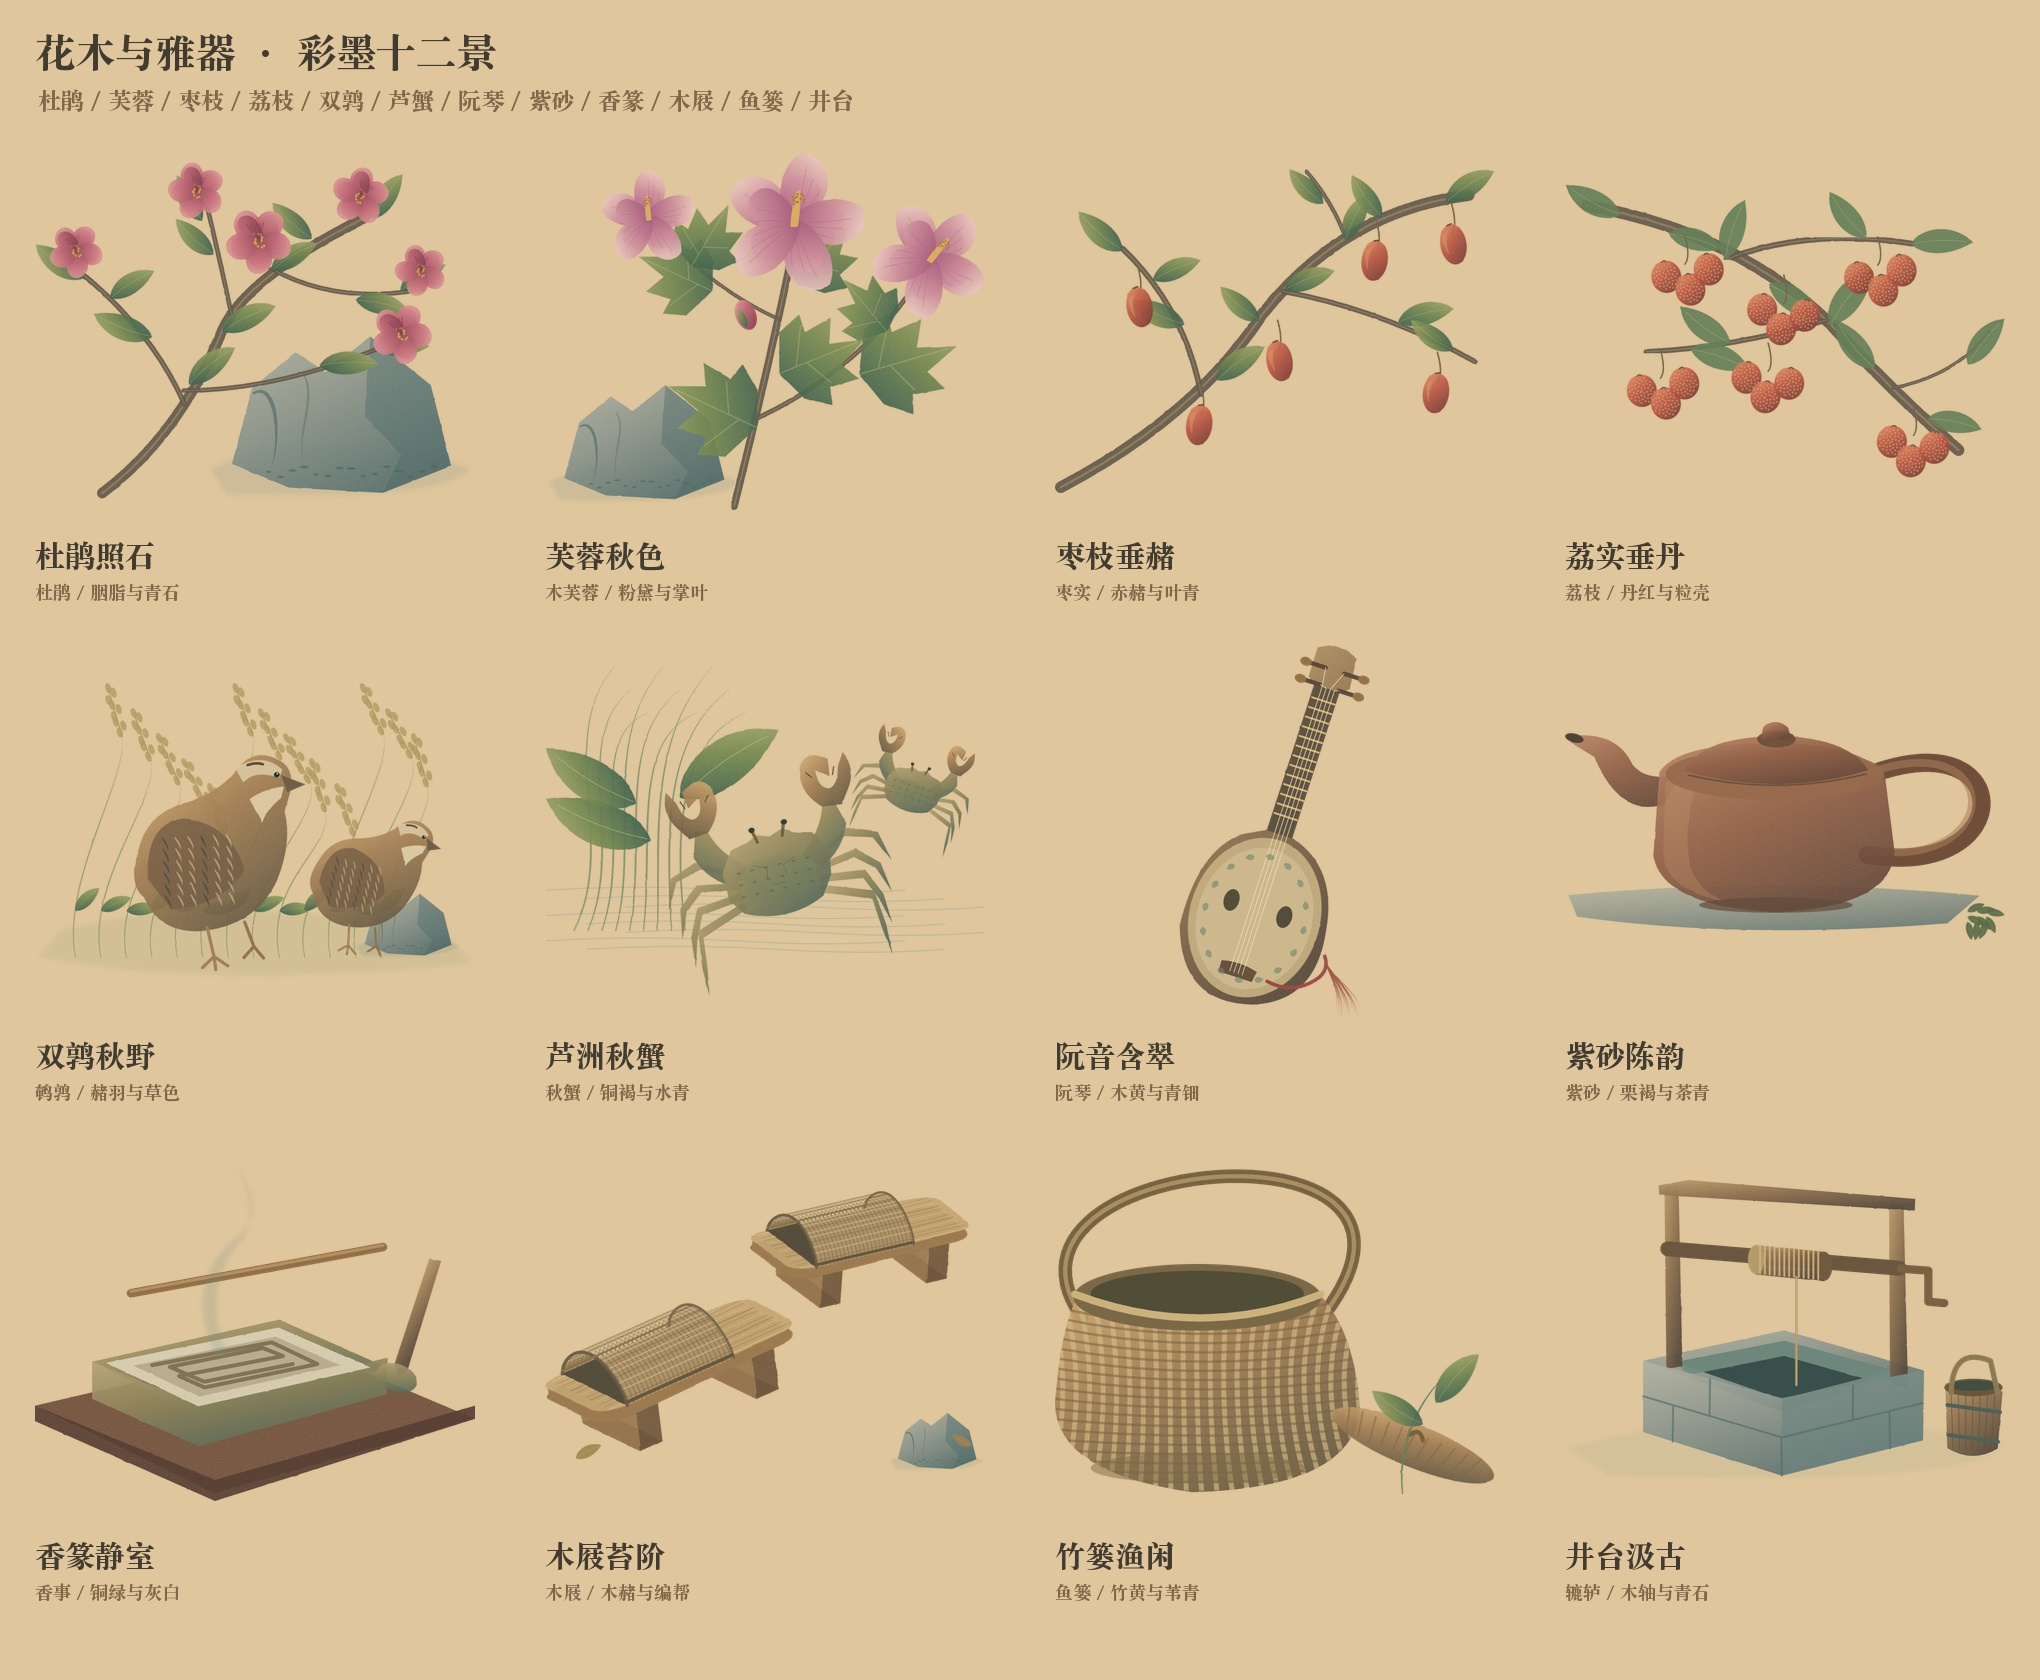 花木与雅器 · 彩墨十二景
杜鹃 / 芙蓉 / 枣枝 / 荔枝 / 双鹑 / 芦蟹 / 阮琴 / 紫砂 / 香篆 / 木屐 / 鱼篓 / 井台
杜鹃照石
杜鹃 / 胭脂与青石
芙蓉秋色
木芙蓉 / 粉黛与掌叶
枣枝垂赭
枣实 / 赤赭与叶青
荔实垂丹
荔枝 / 丹红与粒壳
双鹑秋野
鹌鹑 / 赭羽与草色
芦洲秋蟹
秋蟹 / 铜褐与水青
阮音含翠
阮琴 / 木黄与青钿
紫砂陈韵
紫砂 / 栗褐与茶青
香篆静室
香事 / 铜绿与灰白
木屐苔阶
木屐 / 木赭与编帮
竹篓渔闲
鱼篓 / 竹黄与苇青
井台汲古
辘轳 / 木轴与青石